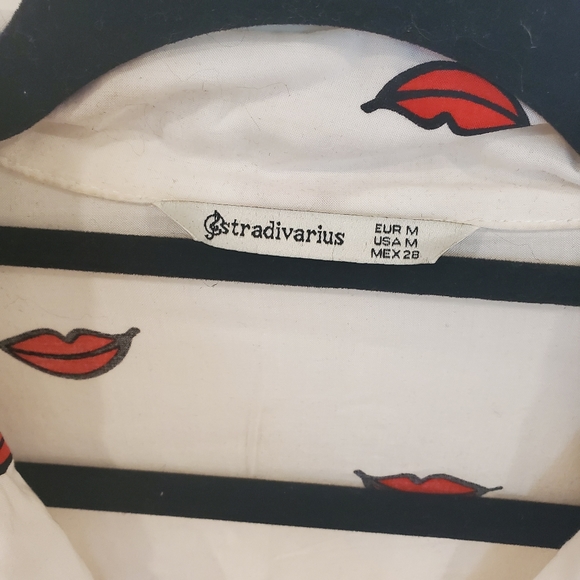 stradivarius
EUR M
USA M
MEX 28